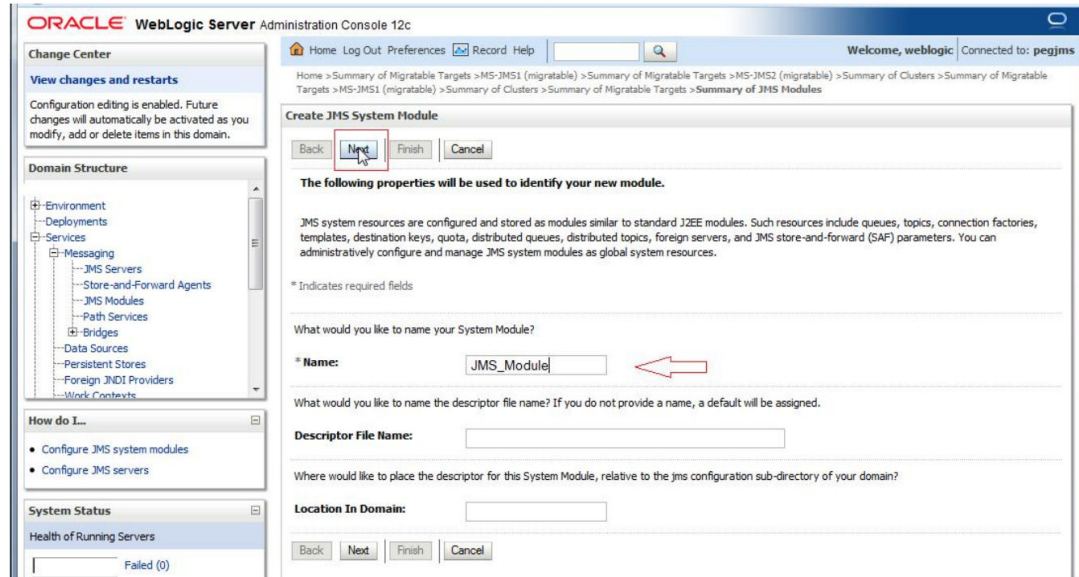 ORACLE WebLogic Server Administration Console 12c
Change Center
View changes and restarts
Configuration editing is enabled. Future
changes will automatically be activated as you
modify, add or delete items in this domain.
Domain Structure
Environment
Deployments
Services
Messaging
JMS Servers
Store-and-Forward Agents
JMS Modules
Path Services
Bridges
Data Sources
Persistent Stores
Foreign JNDI Providers
Work Contexts
How do I...
Configure JMS system modules
Configure JMS servers
System Status
Health of Running Servers
Failed (0)
Home Log Out Preferences Record Help
Welcome, weblogic Connected to: pegjms
Home >Summary of Migratable Targets >MS-JMS1 (migratable) >Summary of Migratable Targets >MS-JMS2 (migratable) >Summary of Clusters >Summary of Migratable
Targets >MS-JMS1 (migratable) >Summary of Clusters >Summary of Migratable Targets >Summary of JMS Modules
Create JMS System Module
Back Next Finish Cancel
The following properties will be used to identify your new module.
JMS system resources are configured and stored as modules similar to standard J2EE modules. Such resources include queues, topics, connection factories,
templates, destination keys, quota, distributed queues, distributed topics, foreign servers, and JMS store-and-forward (SAF) parameters. You can
administratively configure and manage JMS system modules as global system resources.
* Indicates required fields
What would you like to name your System Module?
* Name: JMS_Module
What would you like to name the descriptor file name? If you do not provide a name, a default will be assigned.
Descriptor File Name:
Where would like to place the descriptor for this System Module, relative to the jms configuration sub-directory of your domain?
Location In Domain:
Back Next Finish Cancel